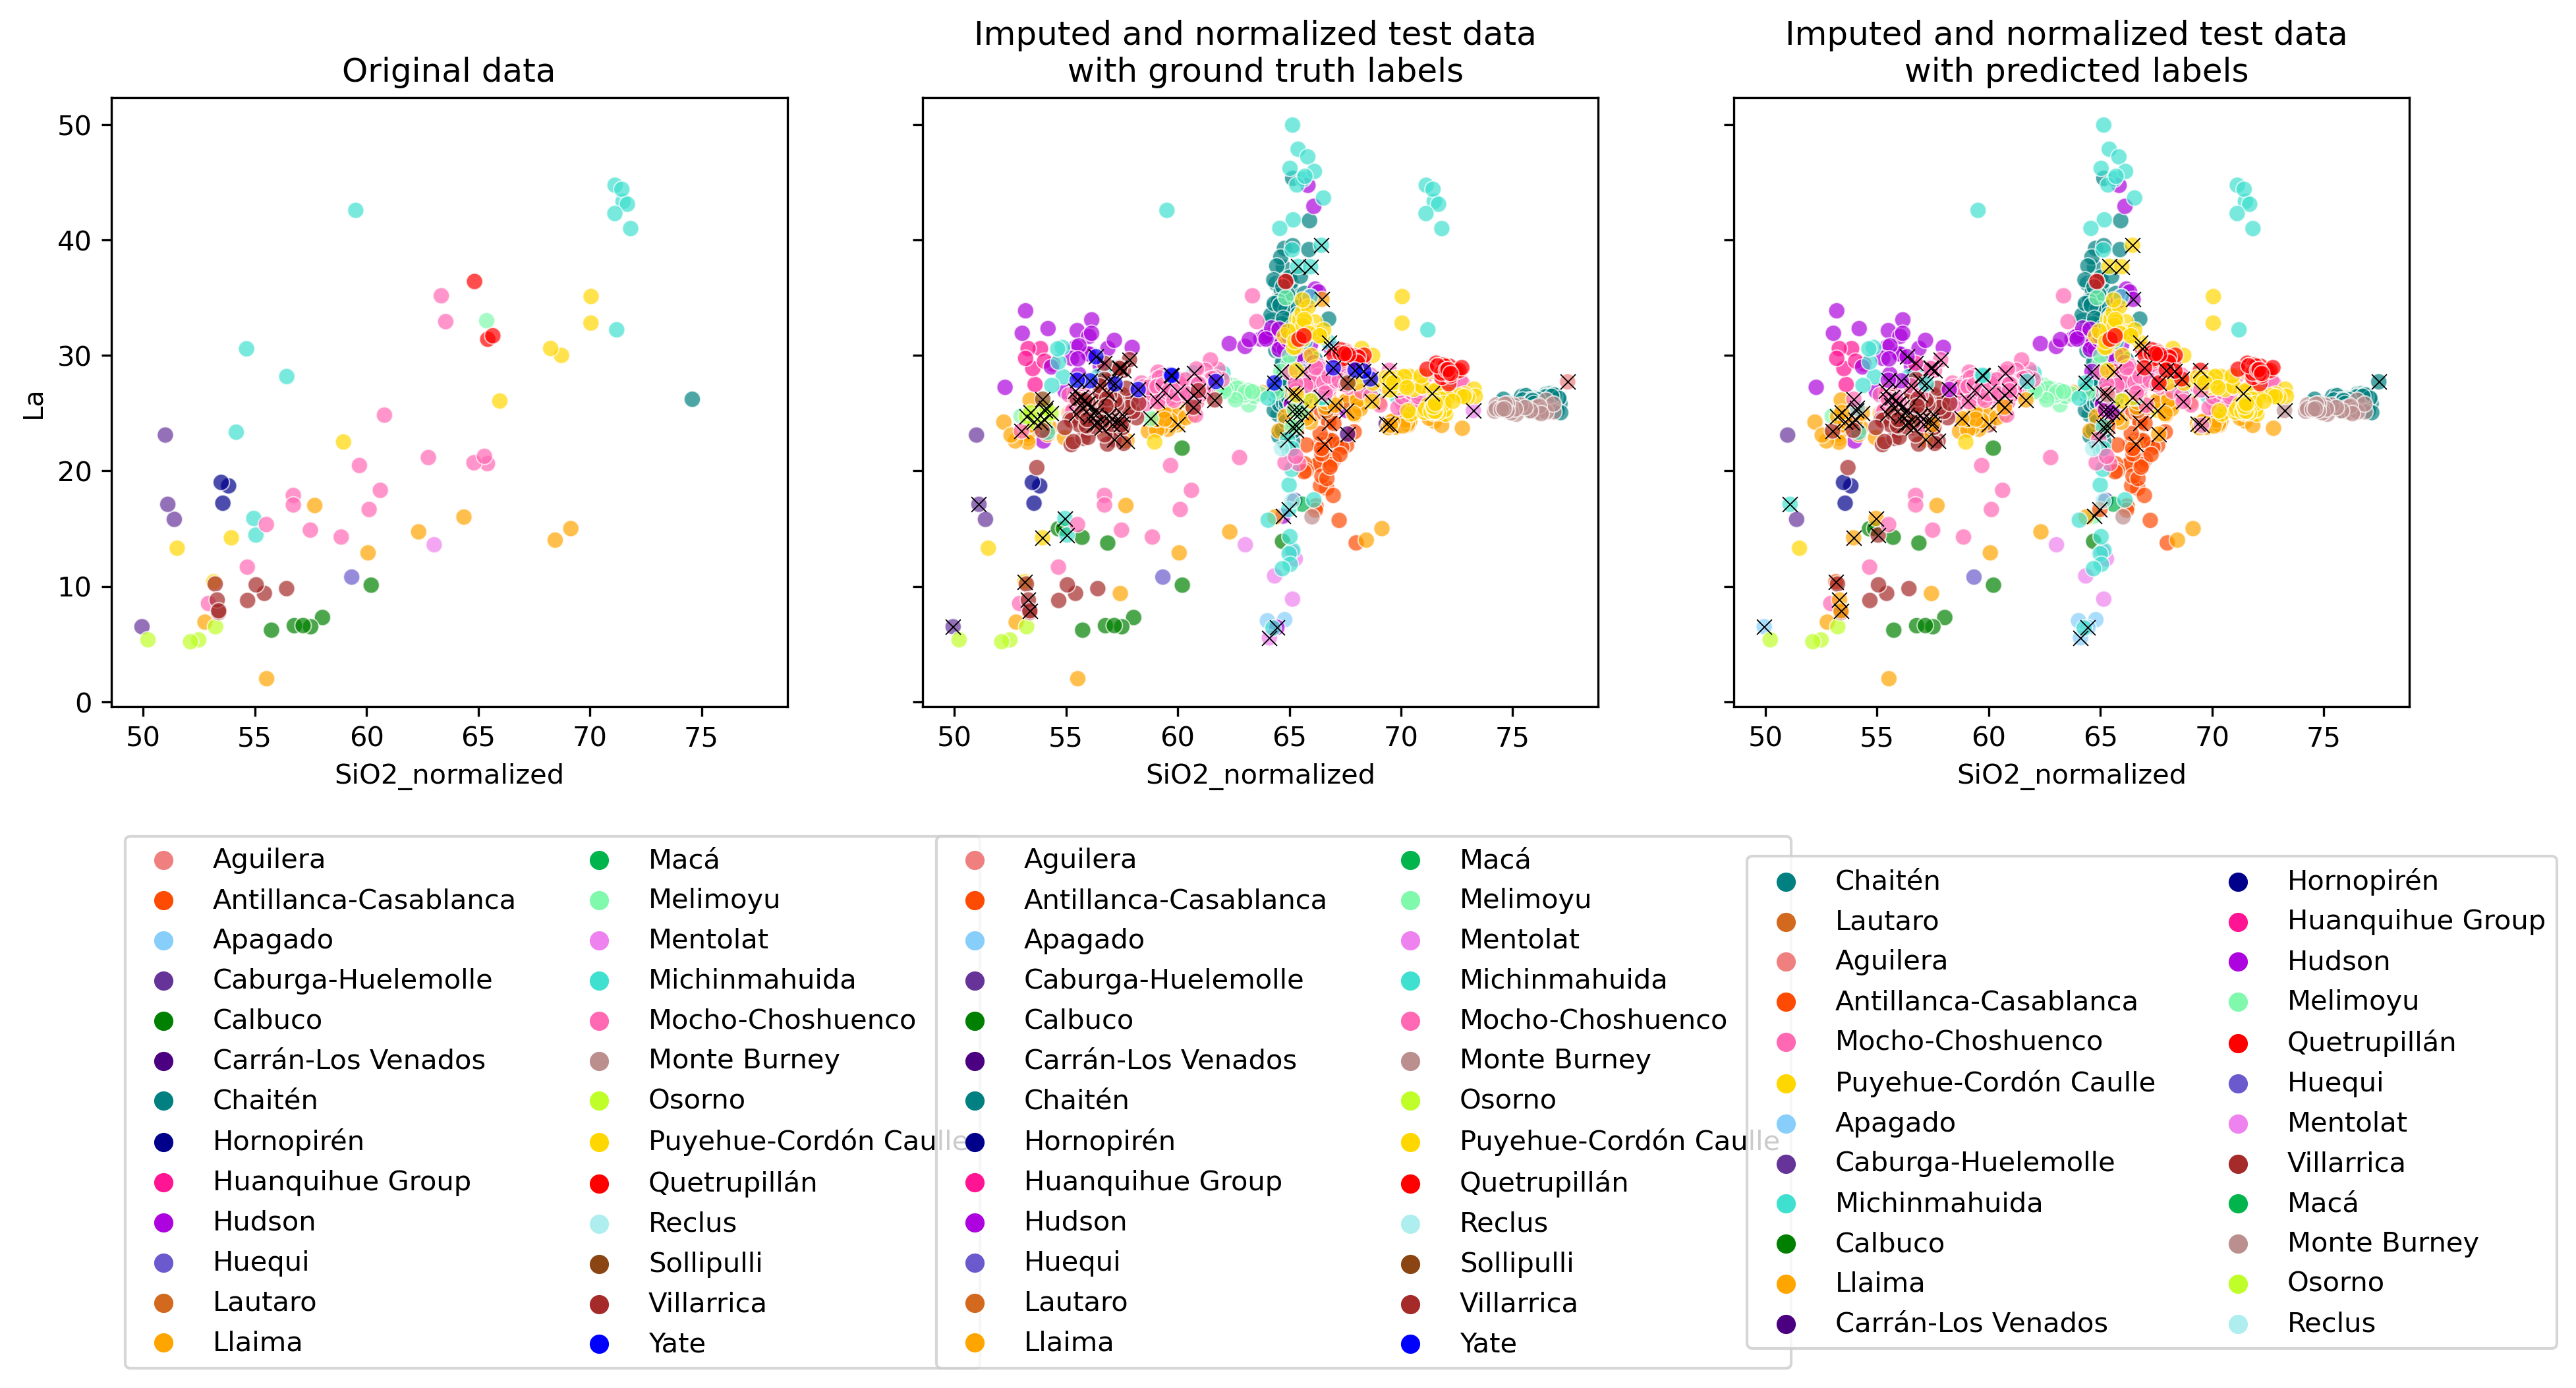 Original data
Imputed and normalized test data
with ground truth labels
Imputed and normalized test data
with predicted labels
50
40
30
20
10
0
La
50 55 60 65 70 75
SiO2_normalized
50 55 60 65 70 75
SiO2_normalized
50 55 60 65 70 75
SiO2_normalized
Aguilera
Antillanca-Casablanca
Apagado
Caburga-Huelemolle
Calbuco
Carrán-Los Venados
Chaitén
Hornopirén
Huanquihue Group
Hudson
Huequi
Lautaro
Llaima
Macá
Melimoyu
Mentolat
Michinmahuida
Mocho-Choshuenco
Monte Burney
Osorno
Puyehue-Cordón Caulle
Quetrupillán
Reclus
Sollipulli
Villarrica
Yate
Aguilera
Antillanca-Casablanca
Apagado
Caburga-Huelemolle
Calbuco
Carrán-Los Venados
Chaitén
Hornopirén
Huanquihue Group
Hudson
Huequi
Lautaro
Llaima
Macá
Melimoyu
Mentolat
Michinmahuida
Mocho-Choshuenco
Monte Burney
Osorno
Puyehue-Cordón Caulle
Quetrupillán
Reclus
Sollipulli
Villarrica
Yate
Chaitén
Lautaro
Aguilera
Antillanca-Casablanca
Mocho-Choshuenco
Puyehue-Cordón Caulle
Apagado
Caburga-Huelemolle
Michinmahuida
Calbuco
Llaima
Carrán-Los Venados
Hornopirén
Huanquihue Group
Hudson
Melimoyu
Quetrupillán
Huequi
Mentolat
Villarrica
Macá
Monte Burney
Osorno
Reclus